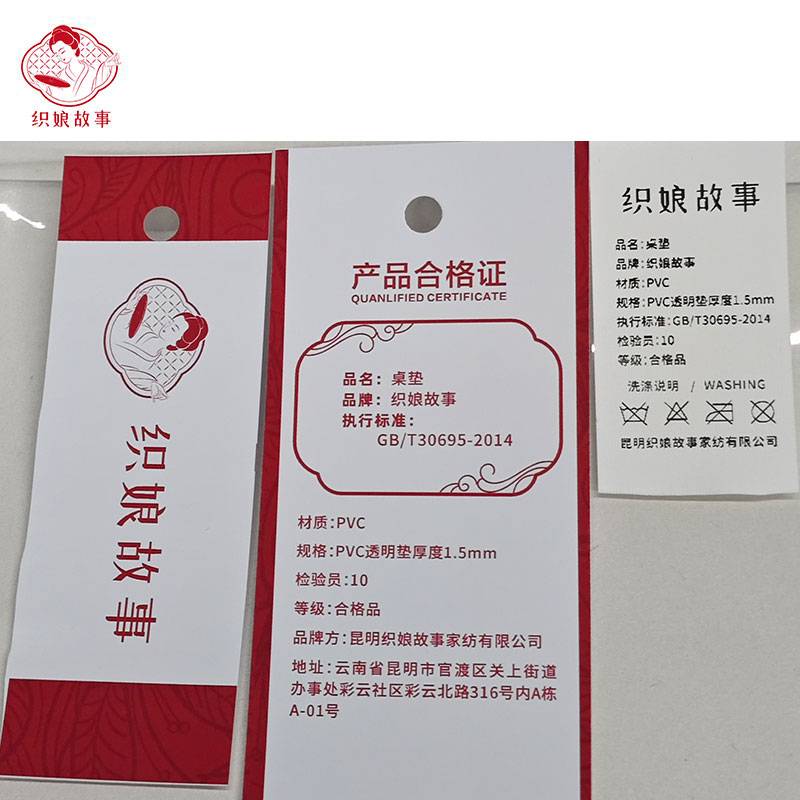 织娘故事
织娘故事
产品合格证
QUANLIFIED CERTIFICATE
品名：桌垫
品牌：织娘故事
执行标准：
GB/T30695-2014
材质:PVC
规格:PVC透明垫厚度1.5mm
检验员:10
等级:合格品
品牌方:昆明织娘故事家纺有限公司
地址:云南省昆明市官渡区关上街道
办事处彩云社区彩云北路316号内A栋
A-01号
织娘故事
品名:桌垫
品牌:织娘故事
材质:PVC
规格:PVC透明垫厚度1.5mm
执行标准:GB/T30695-2014
检验员:10
等级:合格品
洗涤说明 / WASHING
昆明织娘故事家纺有限公司